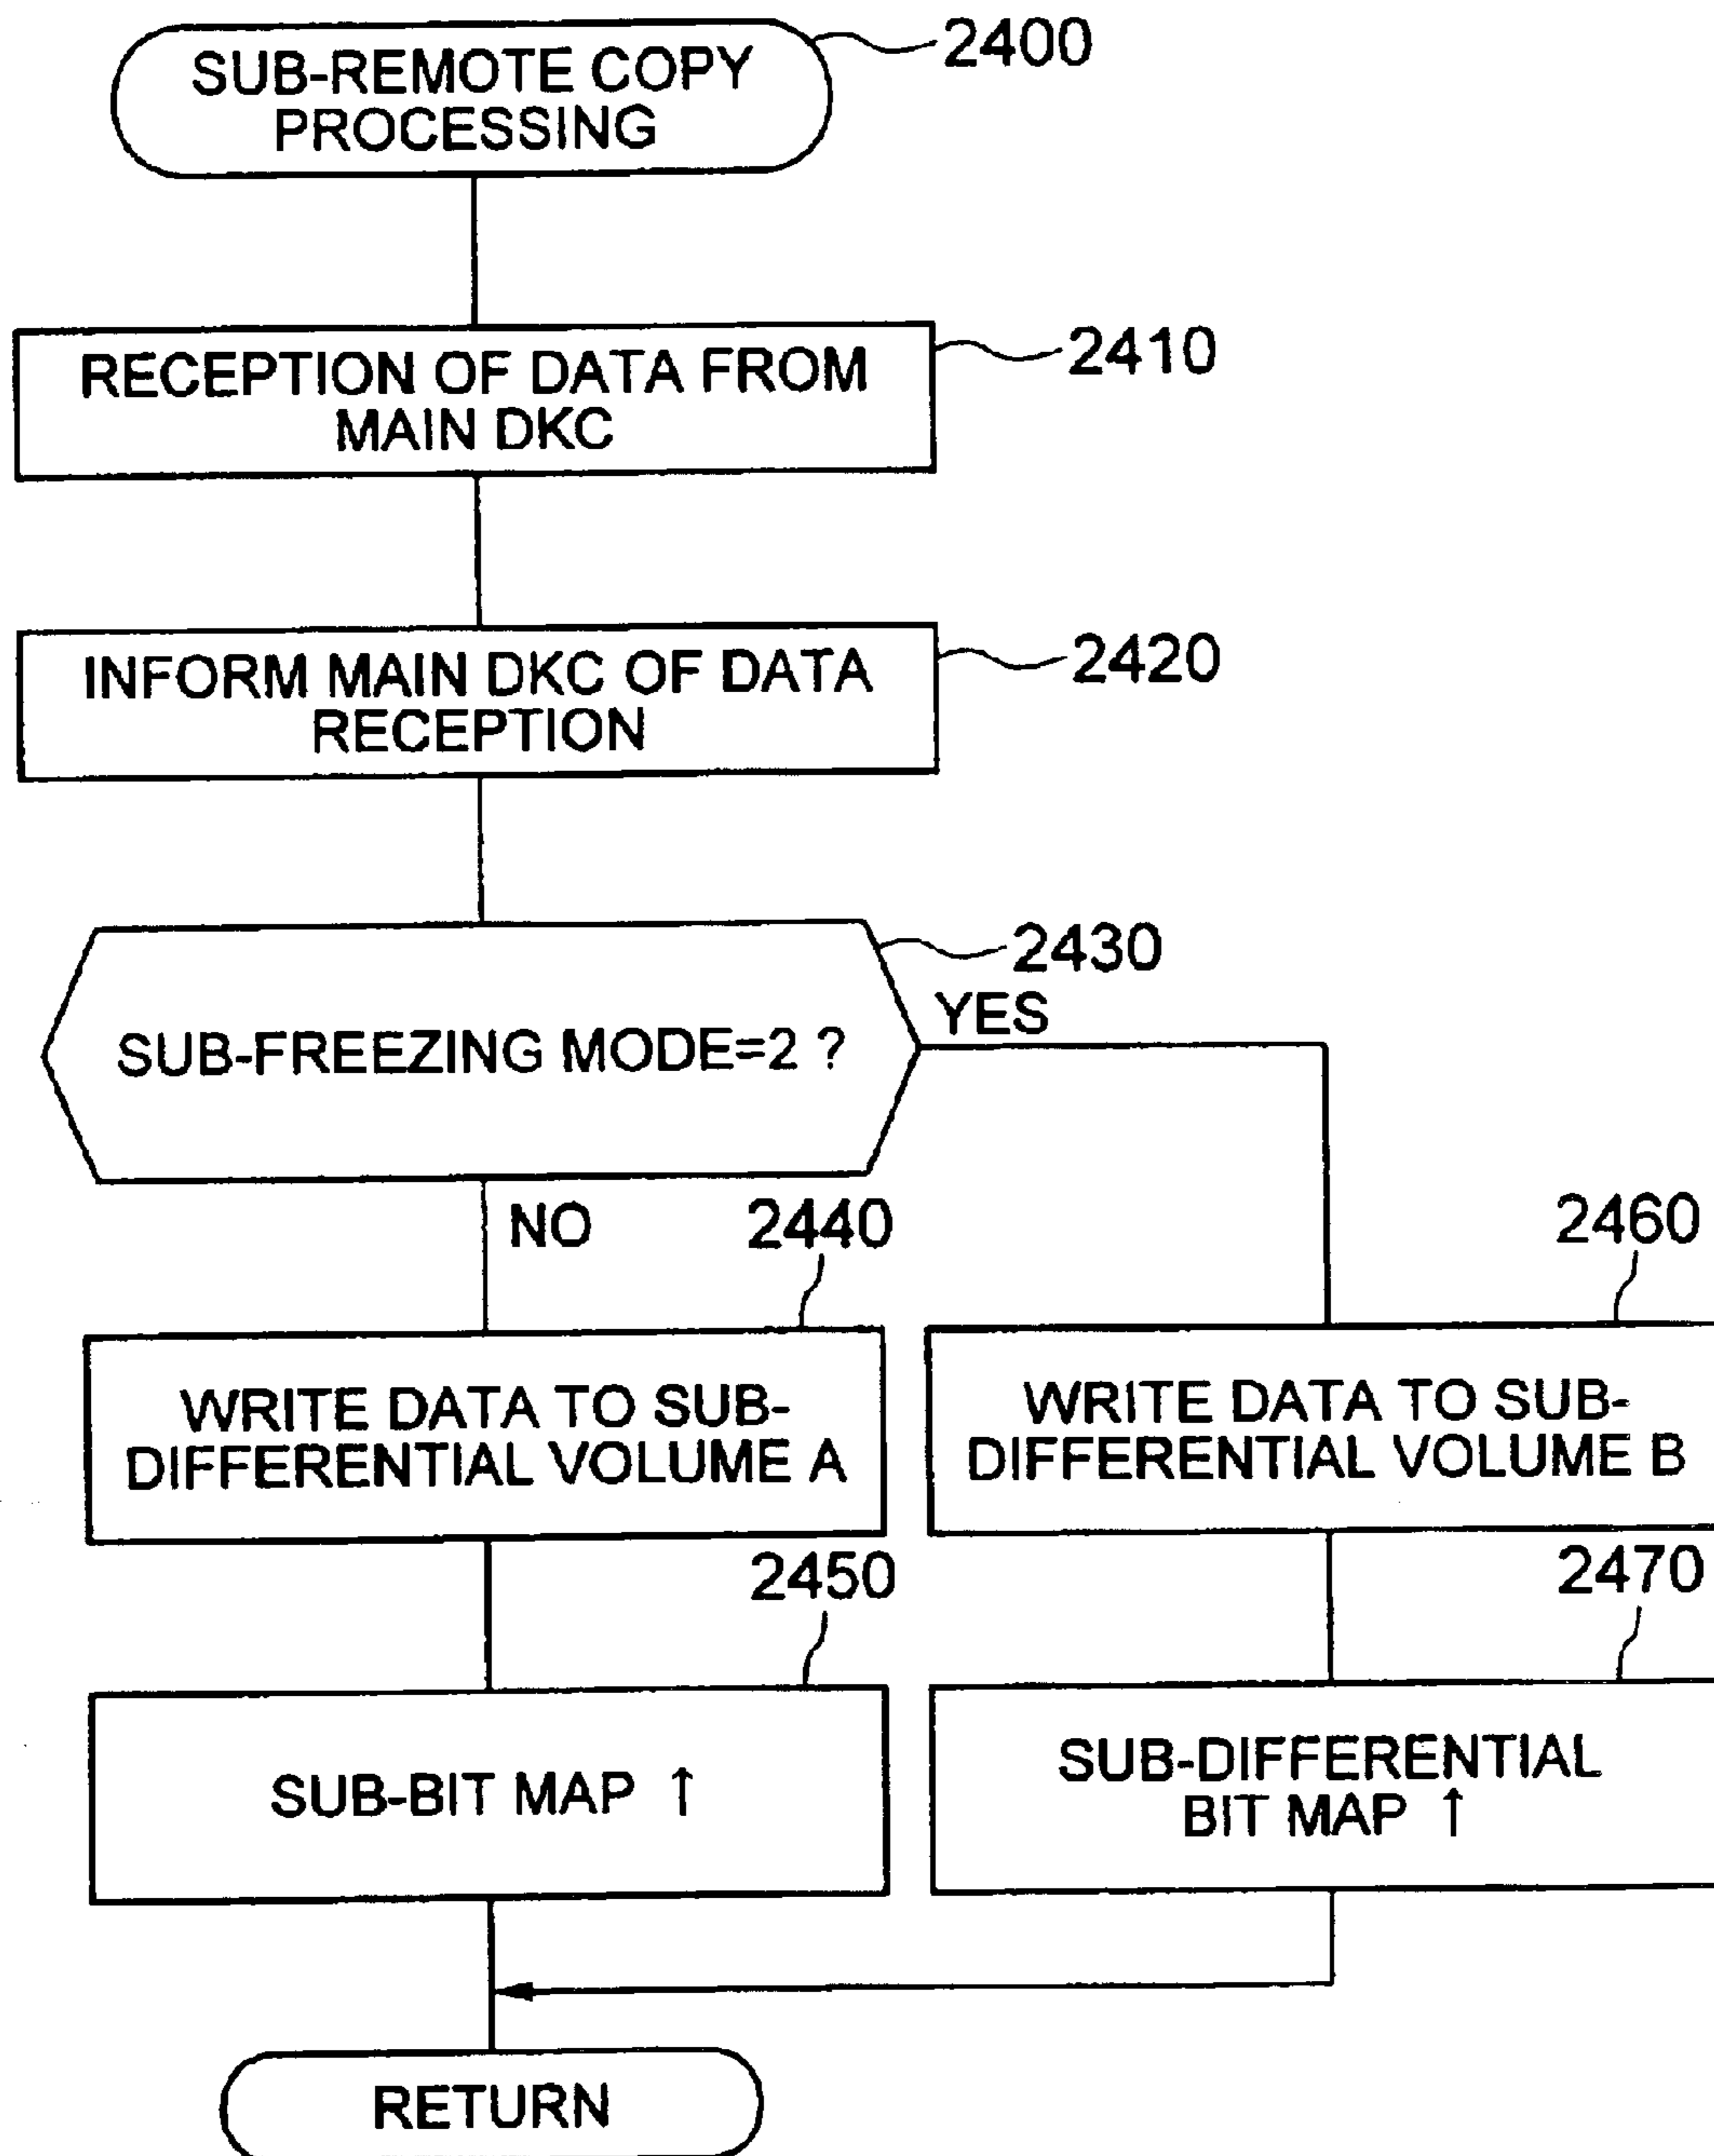 SUB-REMOTE COPY
PROCESSING
2400
RECEPTION OF DATA FROM
MAIN DKC
2410
INFORM MAIN DKC OF DATA
RECEPTION
2420
2430
SUB-FREEZING MODE=2 ?
YES
NO
2440
WRITE DATA TO SUB-
DIFFERENTIAL VOLUME A
2450
SUB-BIT MAP ↑
2460
WRITE DATA TO SUB-
DIFFERENTIAL VOLUME B
2470
SUB-DIFFERENTIAL
BIT MAP ↑
RETURN